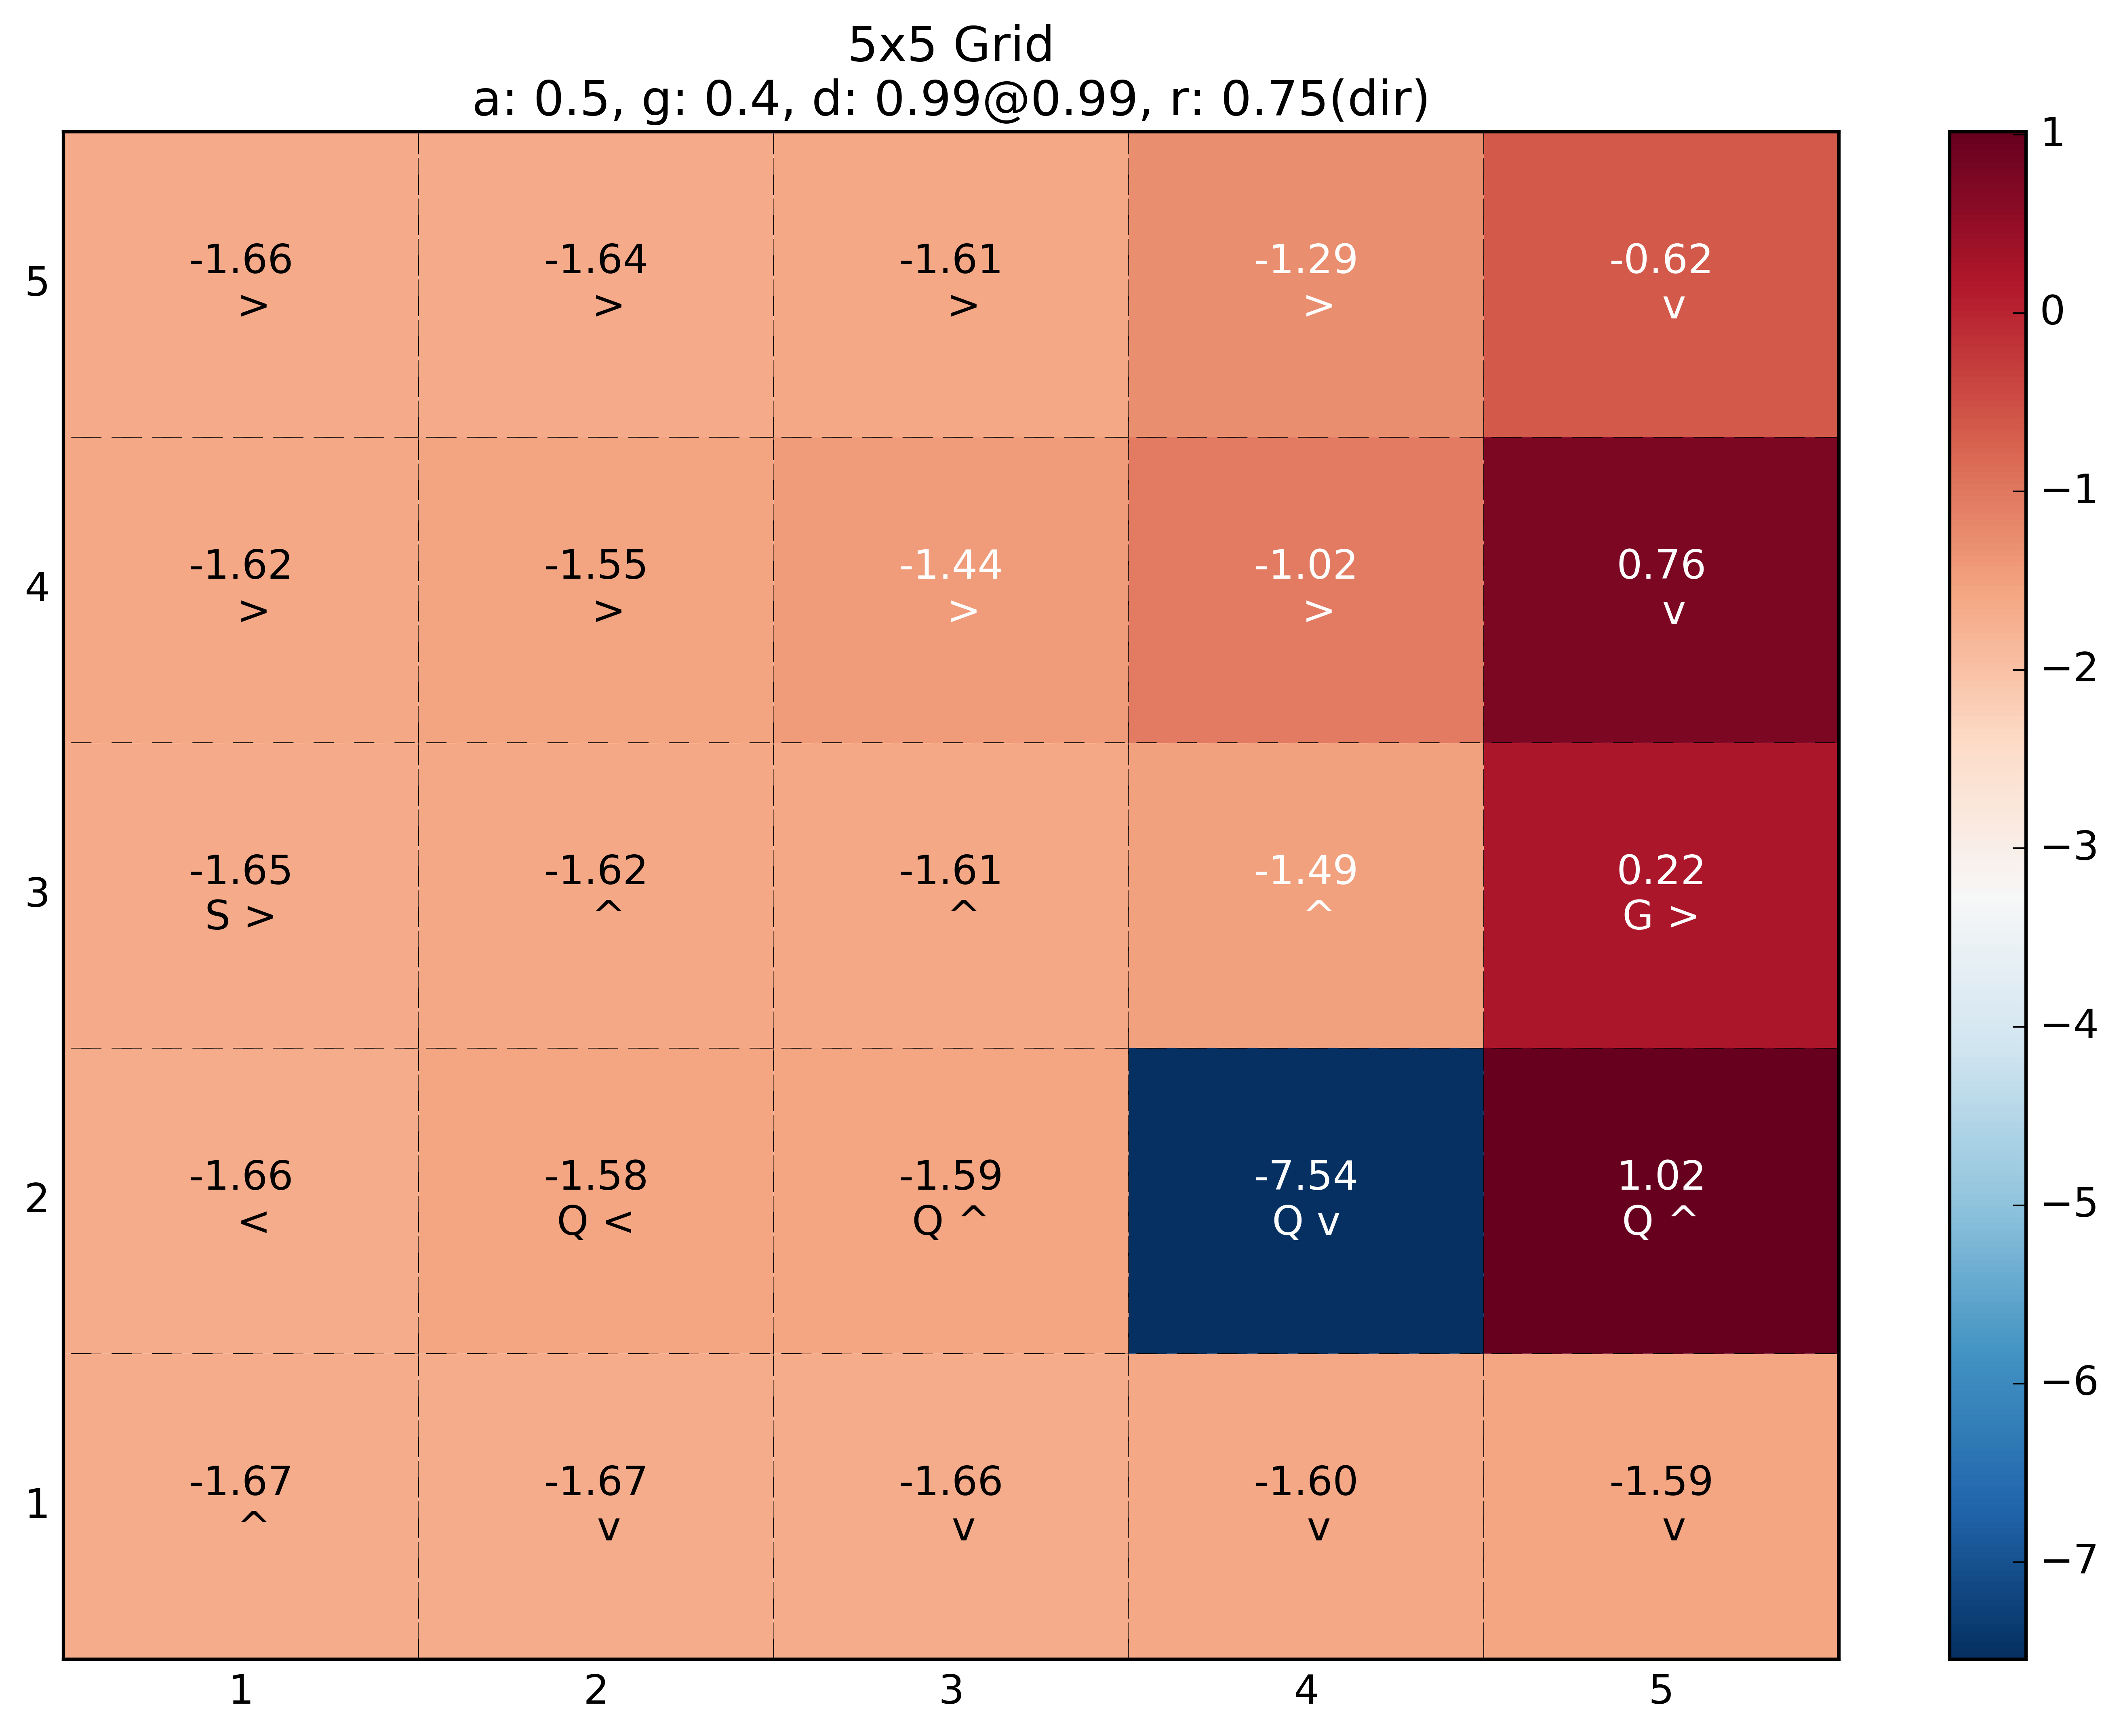 5x5 Grid
a: 0.5, g: 0.4, d: 0.99@0.99, r: 0.75(dir)
5
-1.66 -1.64 -1.61 -1.29 -0.62
> > > > v
4
-1.62 -1.55 -1.44 -1.02 0.76
> > > > v
3
-1.65 -1.62 -1.61 -1.49 0.22
S > ^ ^ ^ G >
2
-1.66 -1.58 -1.59 -7.54 1.02
< Q < Q ^ Q v Q ^
1
-1.67 -1.67 -1.66 -1.60 -1.59
^ v v v v
1 2 3 4 5
1
0
−1
−2
−3
−4
−5
−6
−7